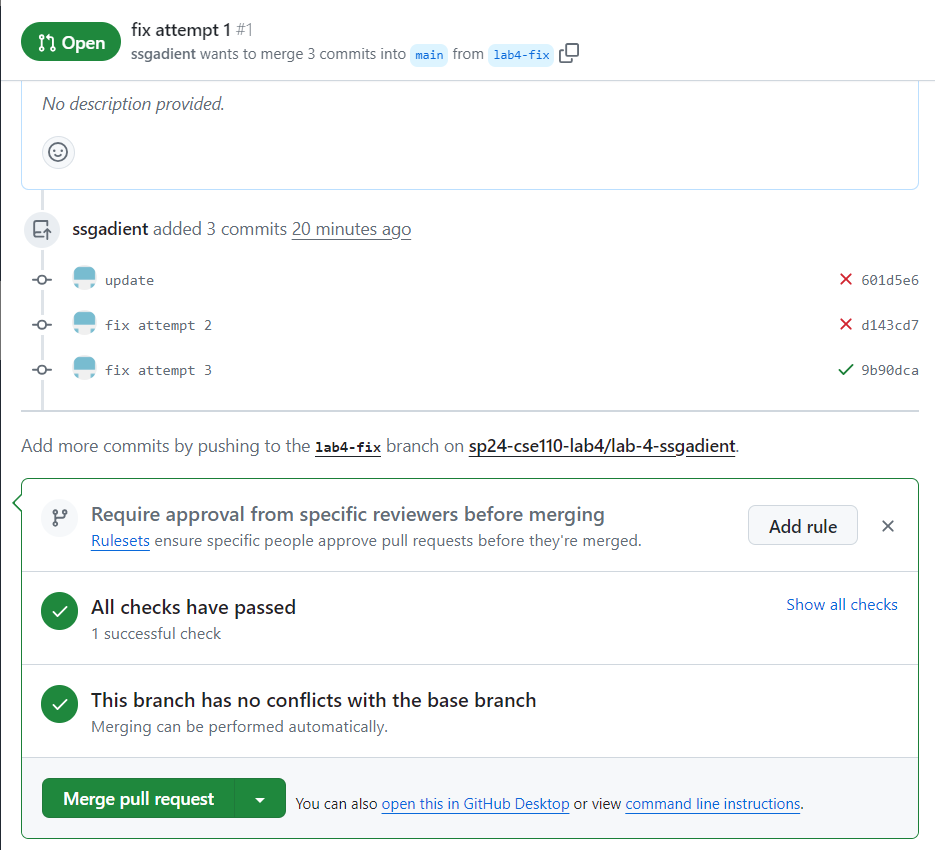 Open
fix attempt 1 #1
ssgadient wants to merge 3 commits into main from lab4-fix
No description provided.
ssgadient added 3 commits 20 minutes ago
update 601d5e6
fix attempt 2 d143cd7
fix attempt 3 9b90dca
Add more commits by pushing to the lab4-fix branch on sp24-cse110-lab4/lab-4-ssgadient.
Require approval from specific reviewers before merging
Rulesets ensure specific people approve pull requests before they're merged.
Add rule
All checks have passed
1 successful check
Show all checks
This branch has no conflicts with the base branch
Merging can be performed automatically.
Merge pull request
You can also open this in GitHub Desktop or view command line instructions.